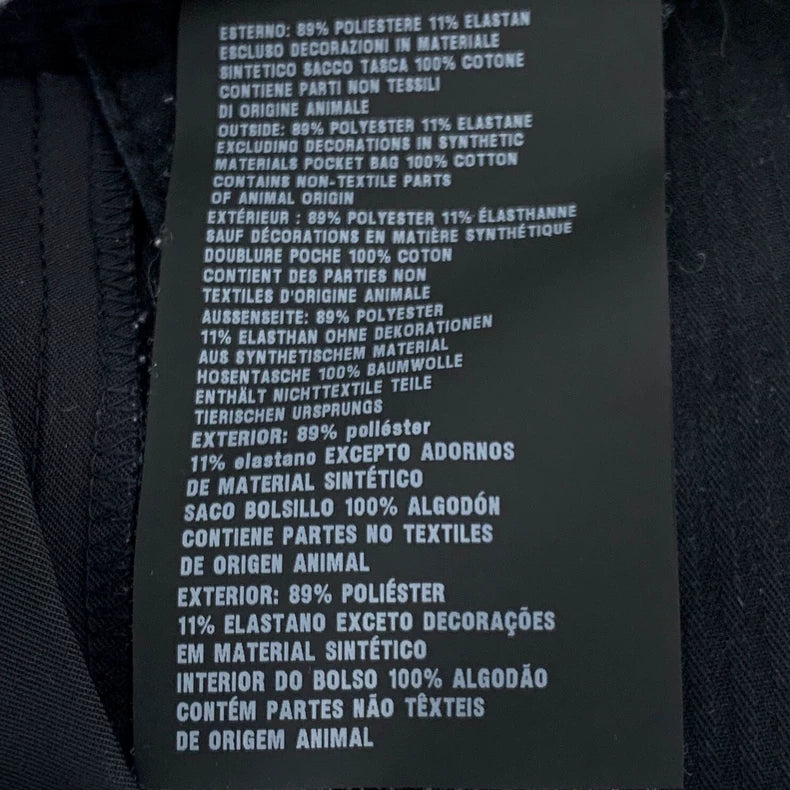 ESTERNO: 89% POLIESTERE 11% ELASTAN
ESCLUSO DECORAZIONI IN MATERIALE
SINTETICO SACCO TASCA 100% COTONE
CONTIENE PARTI NON TESSILI
DI ORIGINE ANIMALE
OUTSIDE: 89% POLYESTER 11% ELASTANE
EXCLUDING DECORATIONS IN SYNTHETIC
MATERIALS POCKET BAG 100% COTTON
CONTAINS NON-TEXTILE PARTS
OF ANIMAL ORIGIN
EXTÉRIEUR : 89% POLYESTER 11% ÉLASTHANNE
SAUF DÉCORATIONS EN MATIÈRE SYNTHÉTIQUE
DOUBLURE POCHE 100% COTON
CONTIENT DES PARTIES NON
TEXTILES D'ORIGINE ANIMALE
AUSSENSEITE: 89% POLYESTER
11% ELASTHAN OHNE DEKORATIONEN
AUS SYNTHETISCHEM MATERIAL
HOSENTASCHE 100% BAUMWOLLE
ENTHÄLT NICHTTEXTILE TEILE
TIERISCHEN URSPRUNGS
EXTERIOR: 89% poliéster
11% elastano EXCEPTO ADORNOS
DE MATERIAL SINTÉTICO
SACO BOLSILLO 100% ALGODÓN
CONTIENE PARTES NO TEXTILES
DE ORIGEN ANIMAL
EXTERIOR: 89% POLIÉSTER
11% ELASTANO EXCETO DECORAÇÕES
EM MATERIAL SINTÉTICO
INTERIOR DO BOLSO 100% ALGODÃO
CONTÉM PARTES NÃO TÊXTEIS
DE ORIGEM ANIMAL